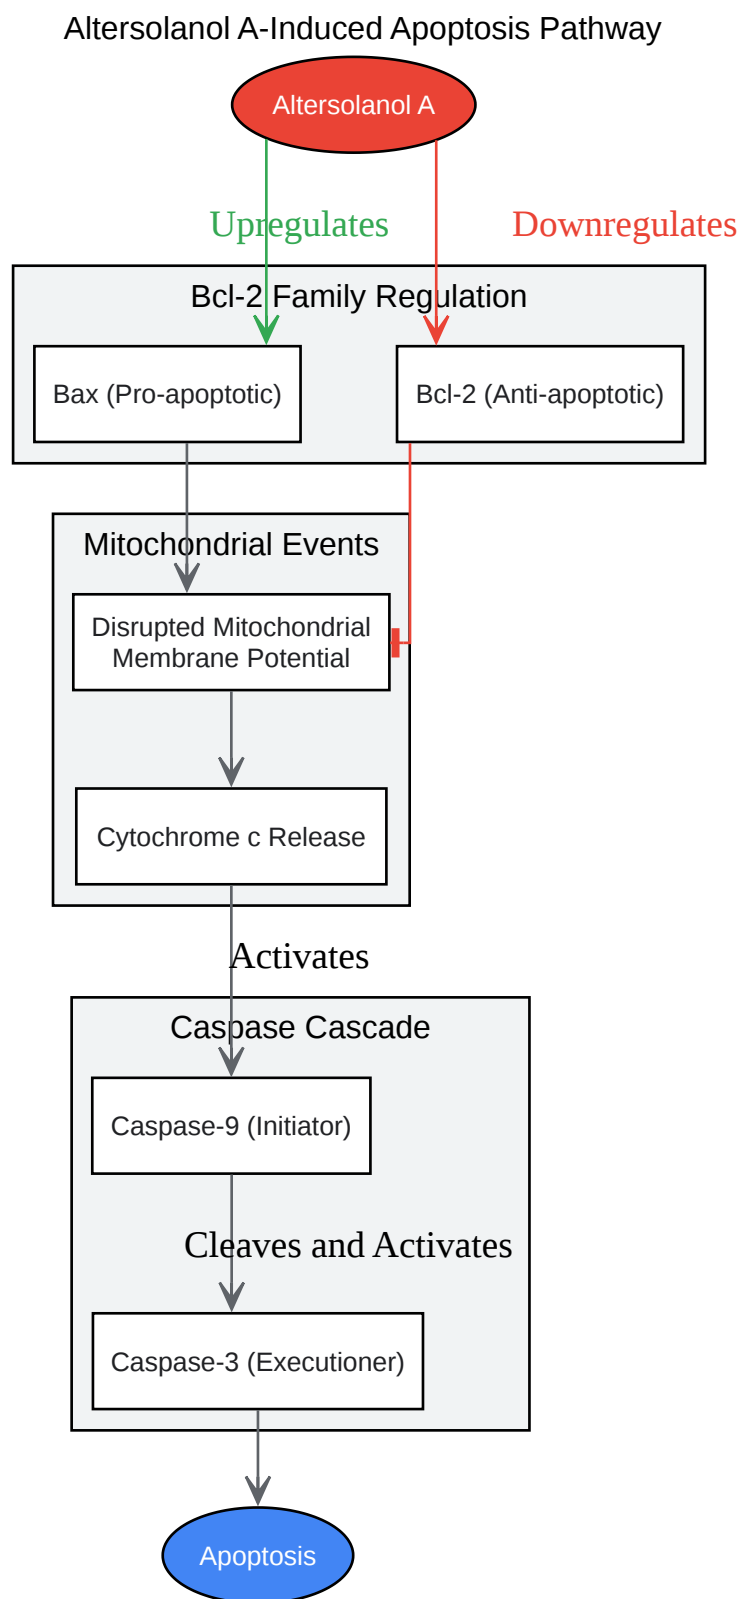 Altersolanol A-Induced Apoptosis Pathway
Altersolanol A
Upregulates
Downregulates
Bcl-2 Family Regulation
Bax (Pro-apoptotic)
Bcl-2 (Anti-apoptotic)
Mitochondrial Events
Disrupted Mitochondrial
Membrane Potential
Cytochrome c Release
Activates
Caspase Cascade
Caspase-9 (Initiator)
Cleaves and Activates
Caspase-3 (Executioner)
Apoptosis